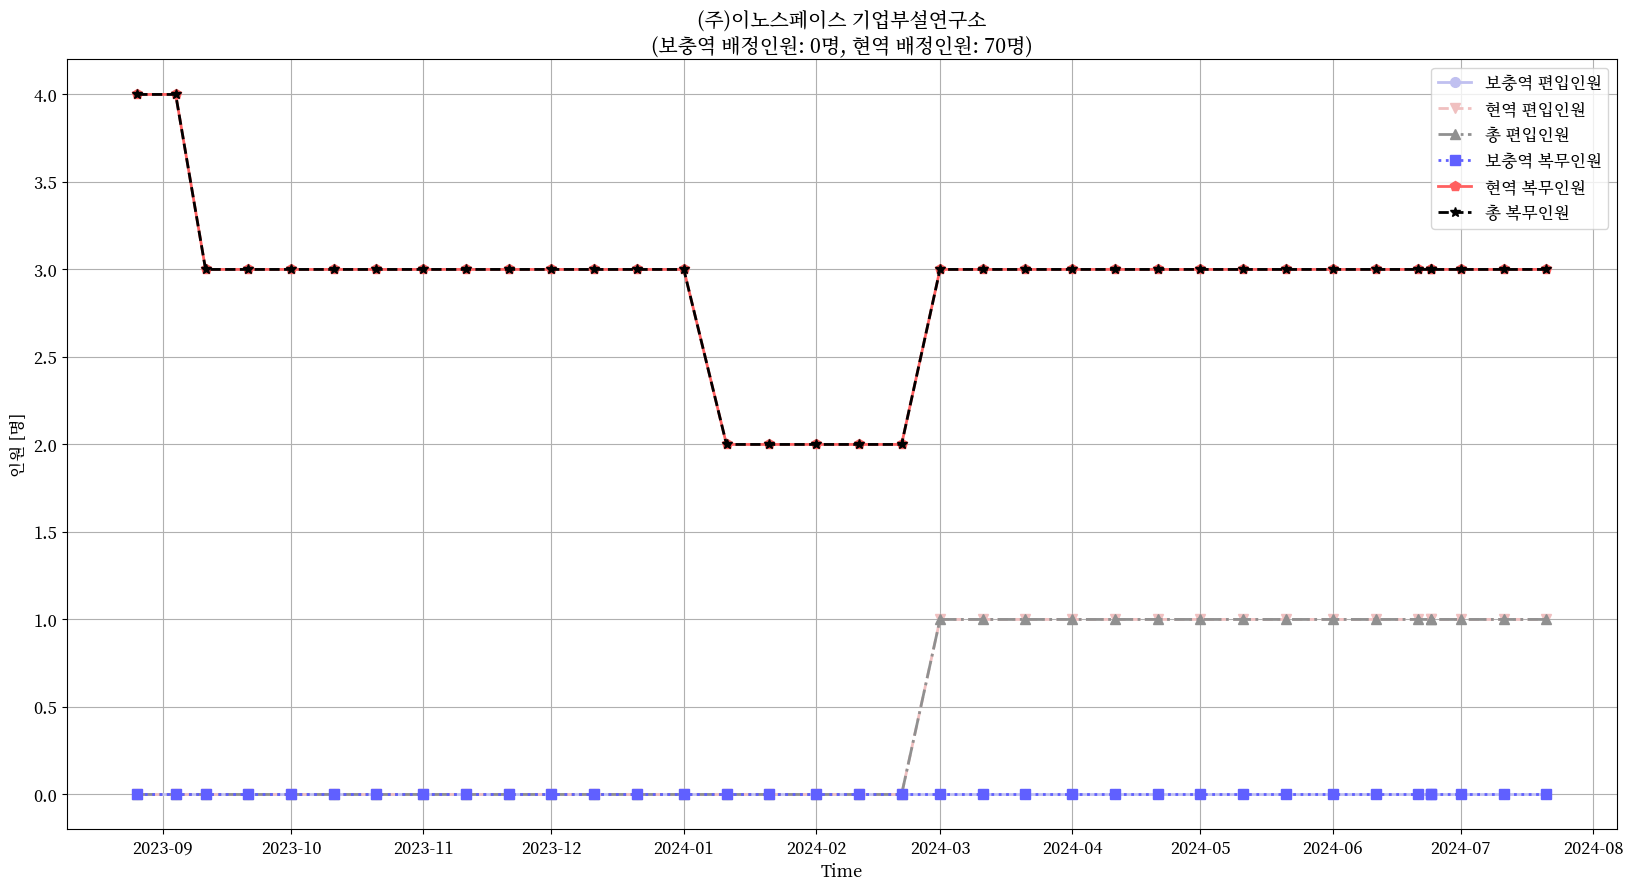 (주)이노스페이스 기업부설연구소
(보충역 배정인원: 0명, 현역 배정인원: 70명)
보충역 편입인원
현역 편입인원
총 편입인원
보충역 복무인원
현역 복무인원
총 복무인원
인원 [명]
4.0
3.5
3.0
2.5
2.0
1.5
1.0
0.5
0.0
2023-09
2023-10
2023-11
2023-12
2024-01
2024-02
2024-03
2024-04
2024-05
2024-06
2024-07
2024-08
Time